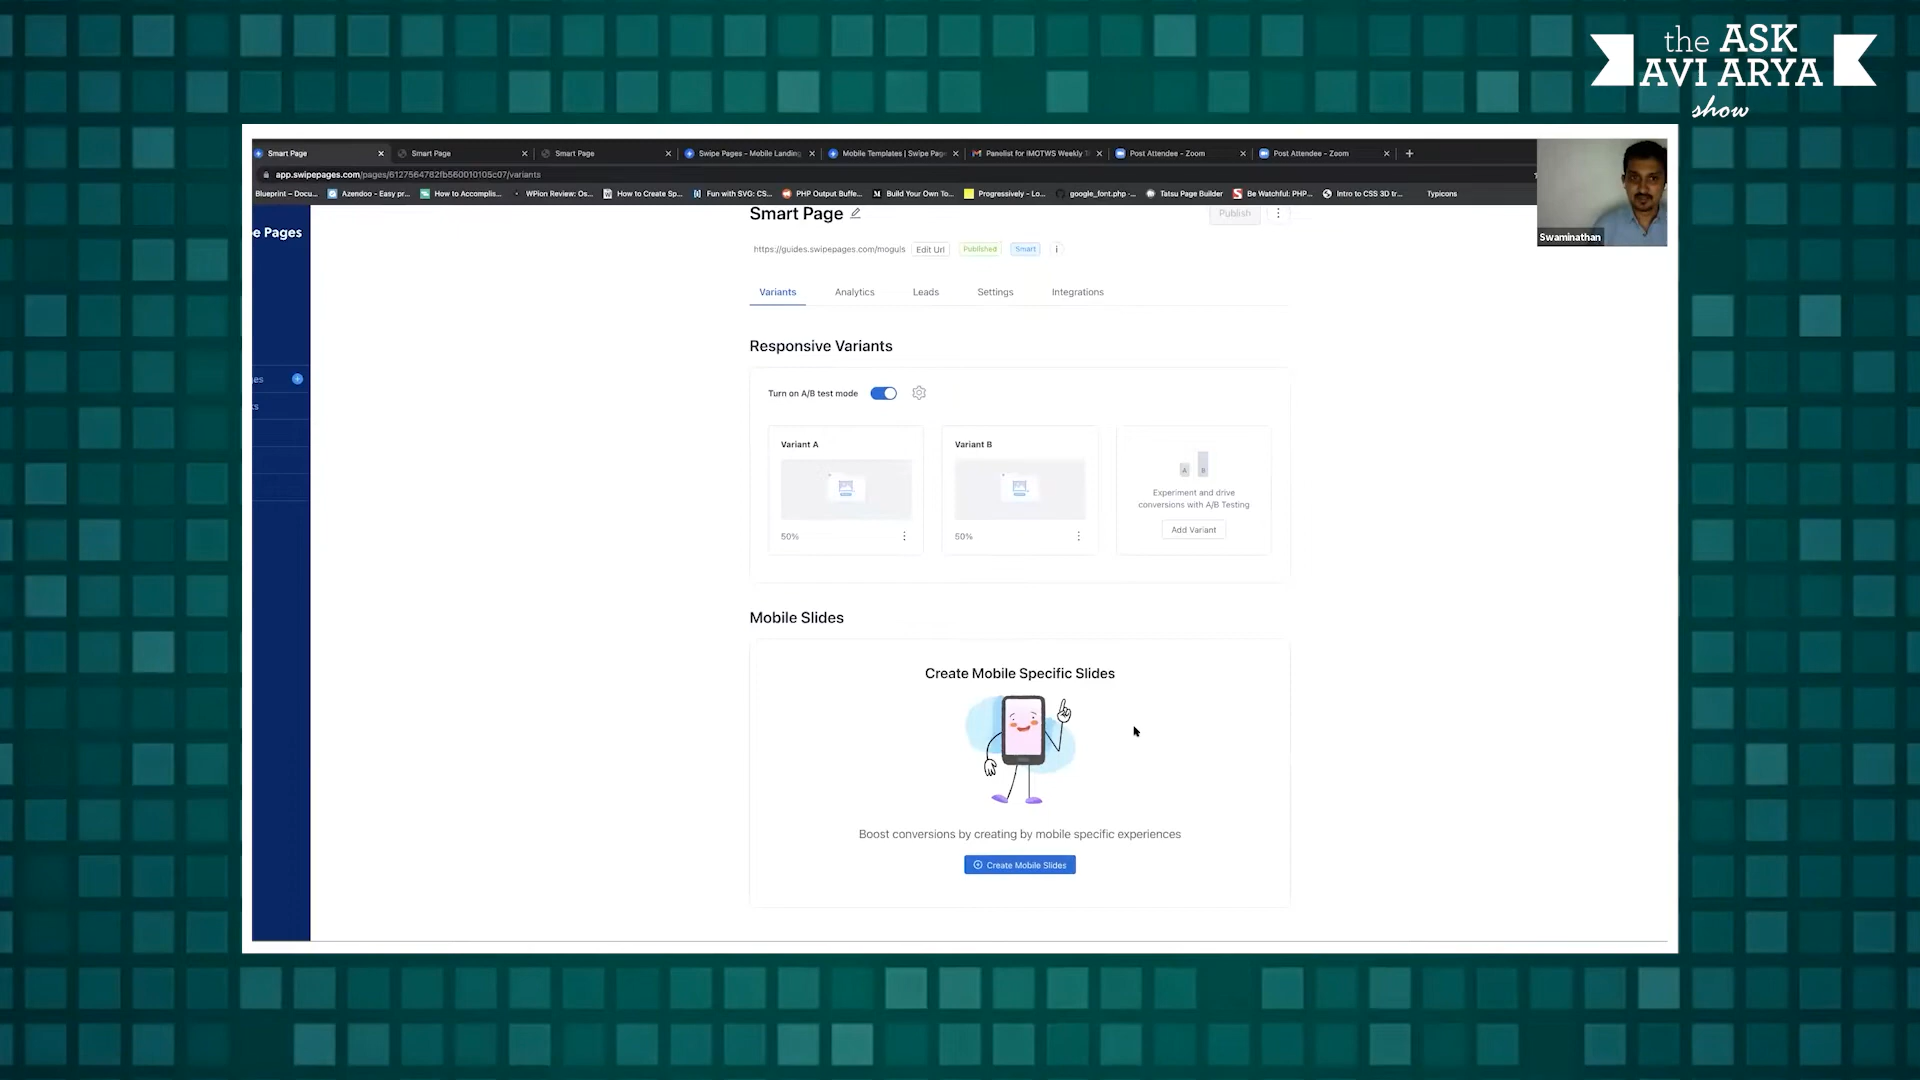 the ASK
AVI ARYA
show
Smart Page
Smart Page
Smart Page
Swipe Pages – Mobile Landing
Mobile Templates | Swipe Pag
Panelist for IMOTWS Weekly
Post Attendee - Zoom
Post Attendee - Zoom
app.swipepages.com/pages/6127564782fb560010105c07/variants
Blueprint – Docu...
Azendoo - Easy pr...
How to Accomplis...
WPion Review: Os...
How to Create Sp...
Fun with SVG: CS...
PHP Output Buffe...
Build Your Own To...
Progressively - Lo...
google_font.php -...
Tatsu Page Builder
Be Watchful: PHP...
Intro to CSS 3D tr...
Typicons
Swaminathan
e Pages
es
ts
Smart Page
Publish
https://guides.swipepages.com/moguls
Edit Url
Published
Smart
i
Variants
Analytics
Leads
Settings
Integrations
Responsive Variants
Turn on A/B test mode
Variant A
50%
Variant B
50%
A B
Experiment and drive
conversions with A/B Testing
Add Variant
Mobile Slides
Create Mobile Specific Slides
Boost conversions by creating by mobile specific experiences
Create Mobile Slides